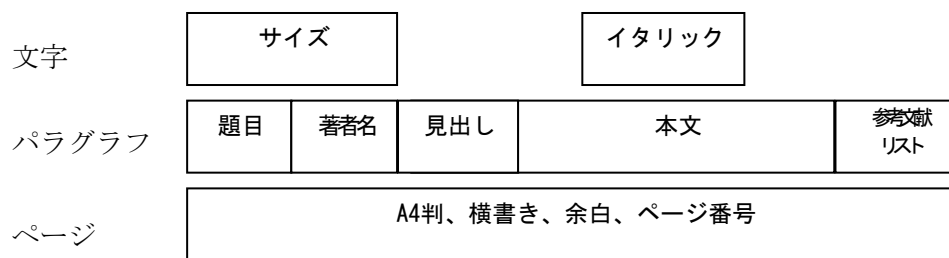 文字
サイズ
イタリック
パラグラフ
題目
著者名
見出し
本文
参考文献
リスト
ページ
A4判、横書き、余白、ページ番号